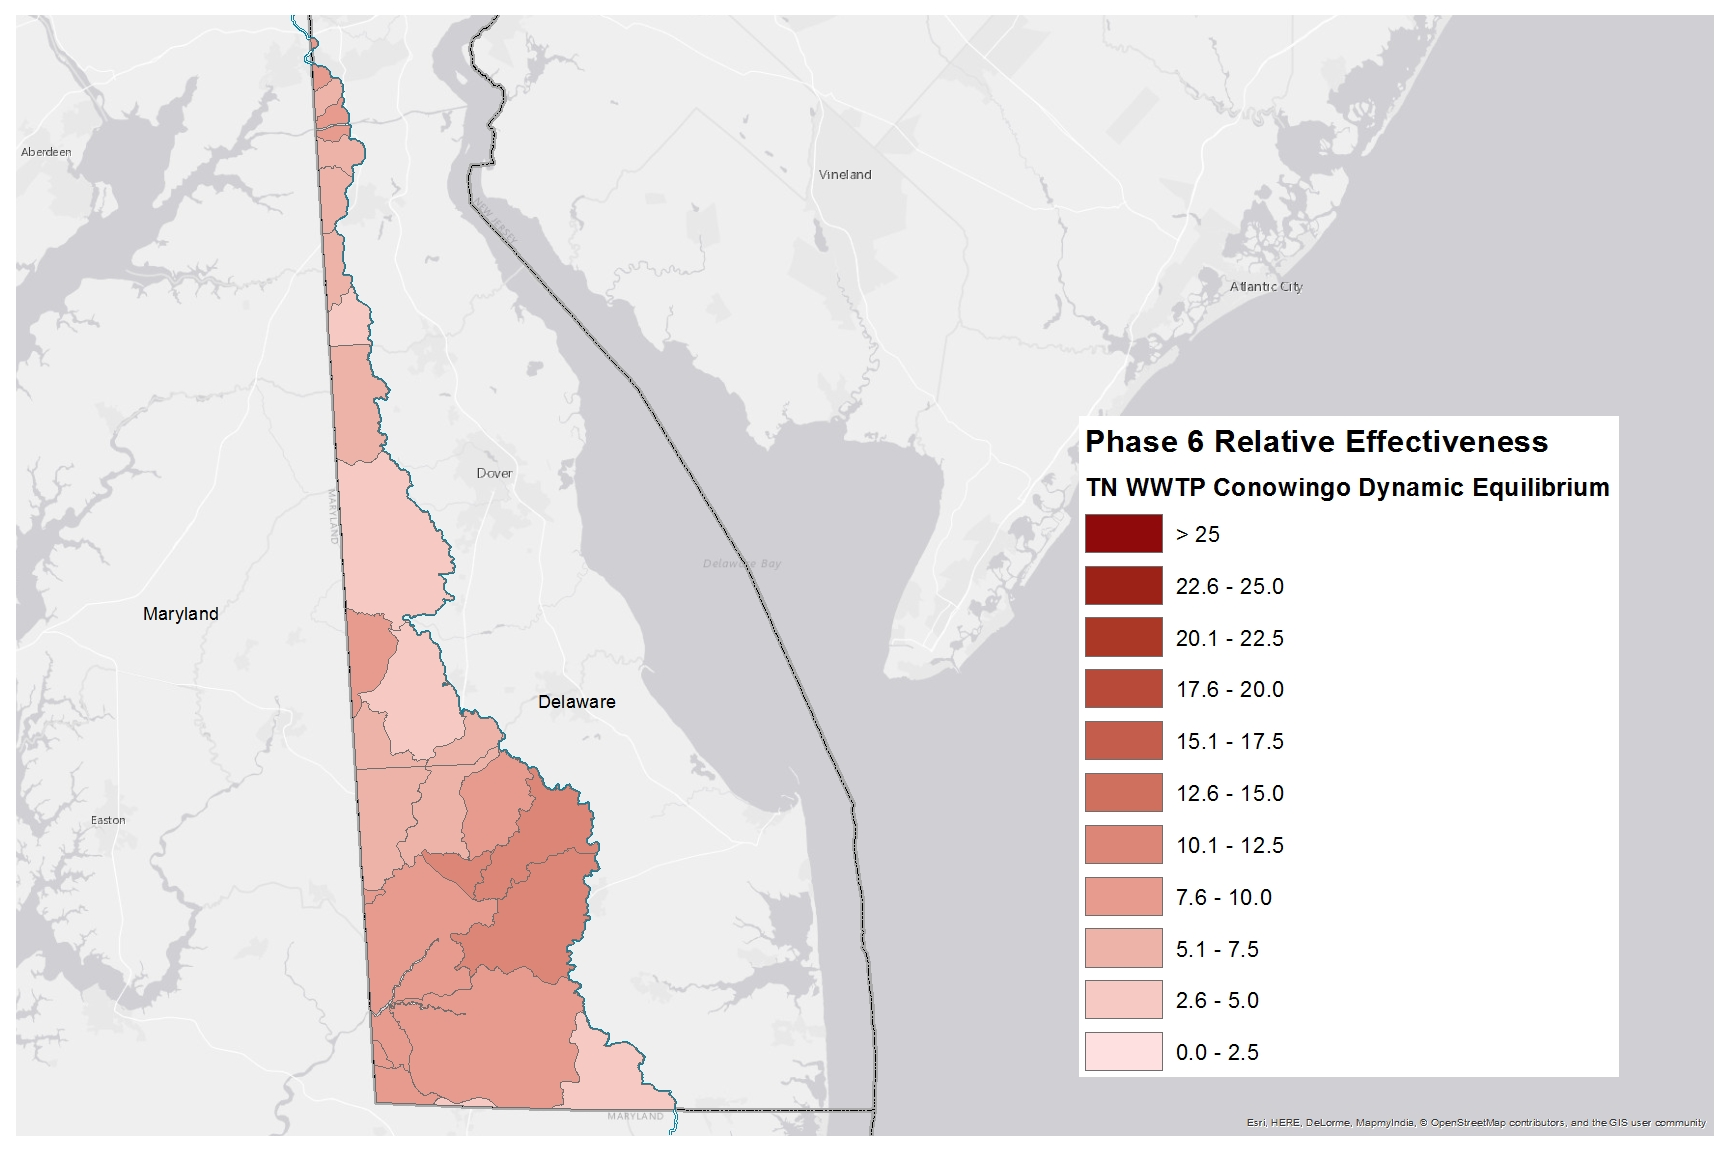 Aberdeen
Vineland
NEW JERSEY
Atlantic City
Phase 6 Relative Effectiveness
TN WWTP Conowingo Dynamic Equilibrium
> 25
22.6 - 25.0
20.1 - 22.5
17.6 - 20.0
15.1 - 17.5
12.6 - 15.0
10.1 - 12.5
7.6 - 10.0
5.1 - 7.5
2.6 - 5.0
0.0 - 2.5
Dover
MARYLAND
Delaware Bay
Maryland
Delaware
Easton
MARYLAND
Esri, HERE, DeLorme, MapmyIndia, © OpenStreetMap contributors, and the GIS user community